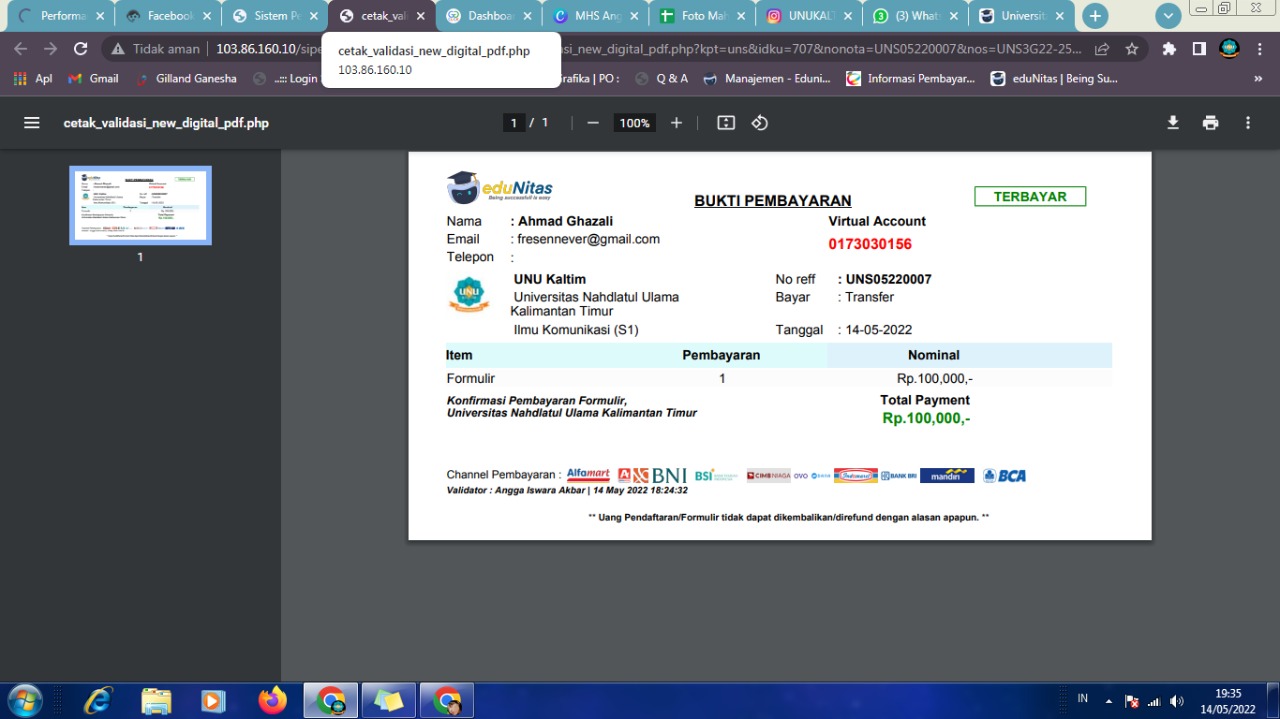 Performa
Facebook
Sistem Pe
cetak_vali
Dashboa
MHS Ang
Foto Mah
UNUKALT
(3) Whats
Universita
Tidak aman | 103.86.160.10/sipe
si_new_digital_pdf.php?kpt=uns&idku=707&nonota=UNS05220007&nos=UNS3G22-25...
cetak_validasi_new_digital_pdf.php
103.86.160.10
Apl
Gmail
Gilland Ganesha
..::: Login
rafika | PO :
Q & A
Manajemen - Eduni...
Informasi Pembayar...
eduNitas | Being Su...
»
cetak_validasi_new_digital_pdf.php
1 / 1
100%
1
eduNitas
Being successfull is easy
BUKTI PEMBAYARAN
TERBAYAR
Nama : Ahmad Ghazali
Virtual Account
Email : fresennever@gmail.com
0173030156
Telepon :
UNU
UNU Kaltim
No reff : UNS05220007
Universitas Nahdlatul Ulama
Kalimantan Timur
Bayar : Transfer
Ilmu Komunikasi (S1)
Tanggal : 14-05-2022
Item Pembayaran Nominal
Formulir 1 Rp.100,000,-
Konfirmasi Pembayaran Formulir,
Universitas Nahdlatul Ulama Kalimantan Timur
Total Payment
Rp.100,000,-
Channel Pembayaran : Alfamart BNI BSI CIMB NIAGA OVO Indomaret BANK BRI mandiri BCA
Validator : Angga Iswara Akbar | 14 May 2022 18:24:32
** Uang Pendaftaran/Formulir tidak dapat dikembalikan/direfund dengan alasan apapun. **
IN
19:35
14/05/2022